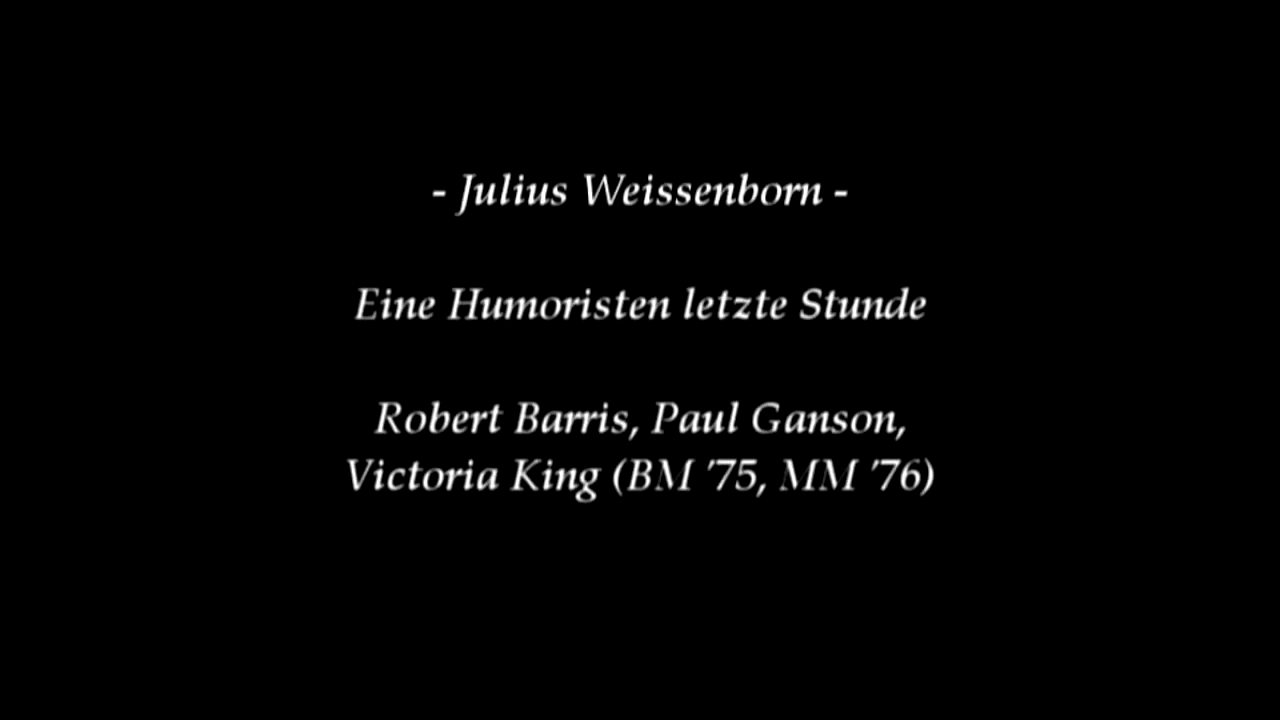 - Julius Weissenborn -
Eine Humoristen letzte Stunde
Robert Barris, Paul Ganson,
Victoria King (BM '75, MM '76)